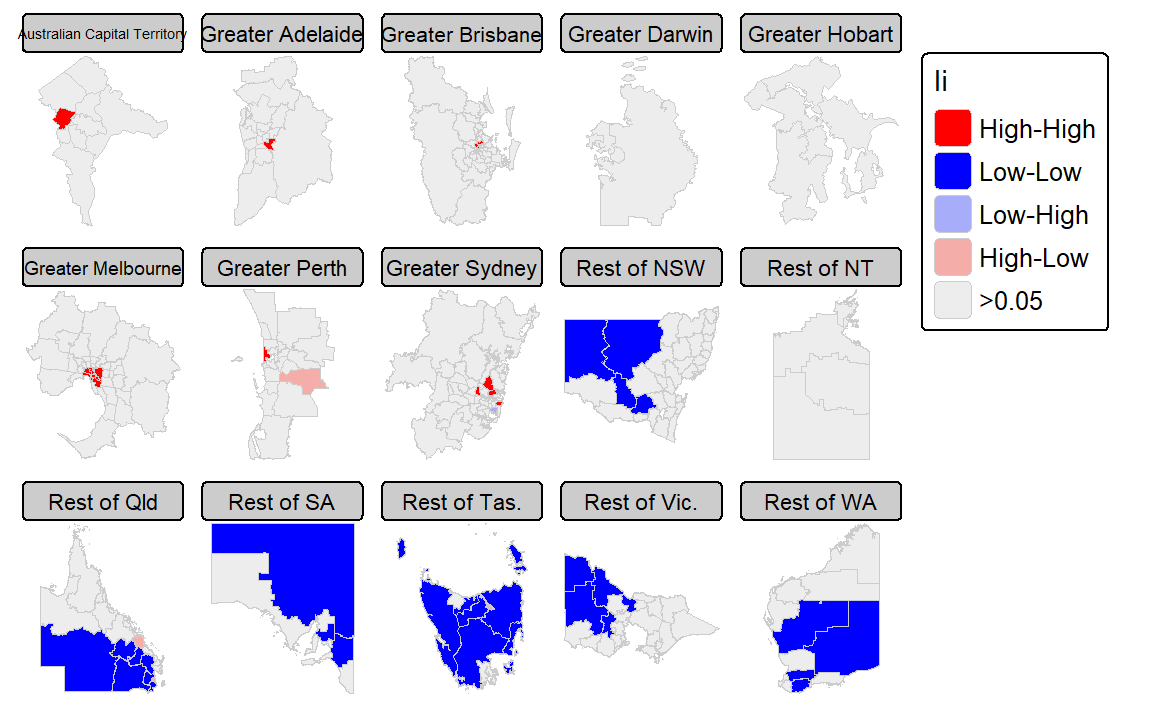 Australian Capital Territory
Greater Adelaide
Greater Brisbane
Greater Darwin
Greater Hobart
Ii
High-High
Low-Low
Low-High
High-Low
>0.05
Greater Melbourne
Greater Perth
Greater Sydney
Rest of NSW
Rest of NT
Rest of Qld
Rest of SA
Rest of Tas.
Rest of Vic.
Rest of WA